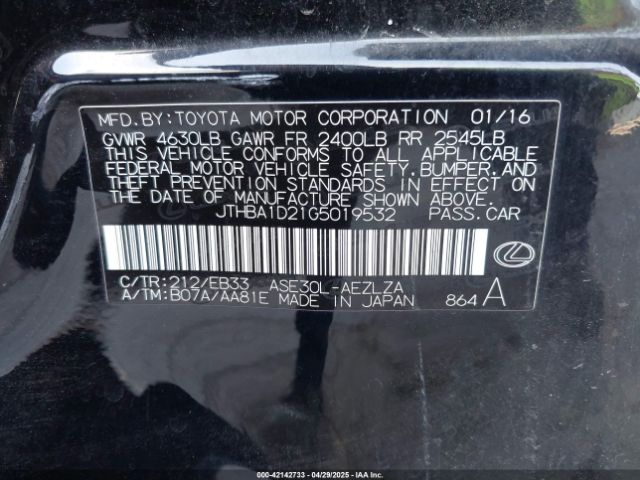 MFD. BY: TOYOTA MOTOR CORPORATION 01/16
GVWR 4630LB GAWR FR 2400LB RR 2545LB
THIS VEHICLE CONFORMS TO ALL APPLICABLE
FEDERAL MOTOR VEHICLE SAFETY, BUMPER, AND
THEFT PREVENTION STANDARDS IN EFFECT ON
THE DATE OF MANUFACTURE SHOWN ABOVE.
JTHBA1D21G5019532 PASS. CAR
C/TR: 212/EB33 ASE30L-AEZLZA
A/TM: B07A/AA81E MADE IN JAPAN 864 A
000-42142733 - 04/29/2025 - IAA Inc.